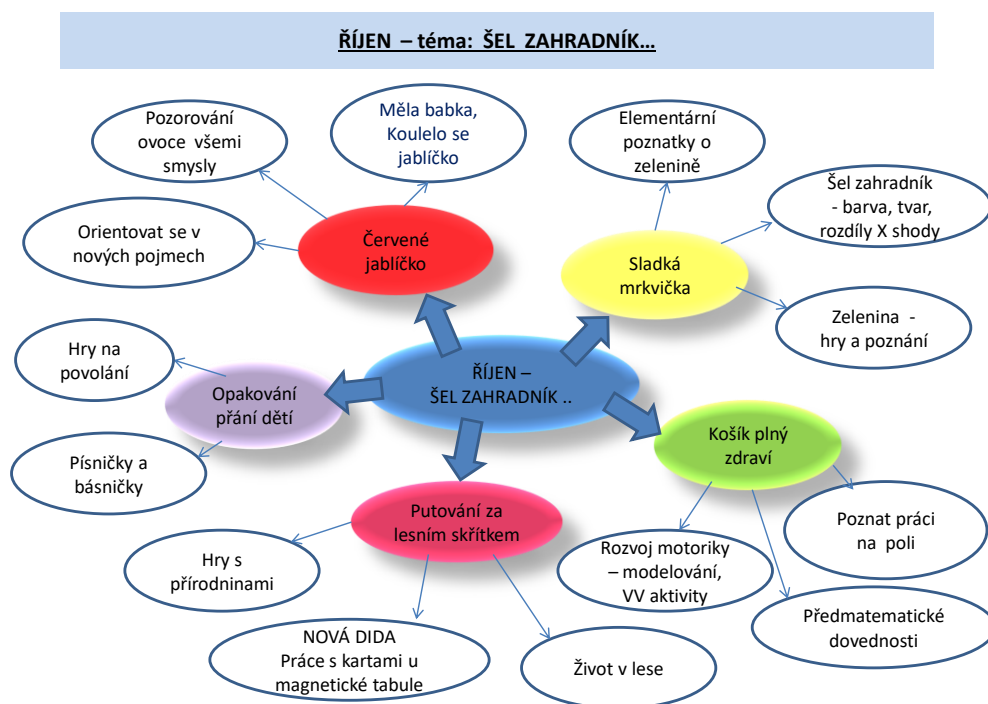 ŘÍJEN – téma: ŠEL ZAHRADNÍK…
Pozorování
ovoce všemi
smysly
Měla babka,
Koulelo se
jablíčko
Elementární
poznatky o
zelenině
Šel zahradník
- barva, tvar,
rozdíly X shody
Orientovat se v
nových pojmech
Červené
jablíčko
Sladká
mrkvička
Zelenina -
hry a poznání
Hry na
povolání
Opakování
přání dětí
ŘÍJEN –
ŠEL ZAHRADNÍK ..
Košík plný
zdraví
Písničky a
básničky
Putování za
lesním skřítkem
Poznat práci
na poli
Hry s
přírodninami
Rozvoj motoriky
– modelování,
VV aktivity
Předmatematické
dovednosti
NOVÁ DIDA
Práce s kartami u
magnetické tabule
Život v lese